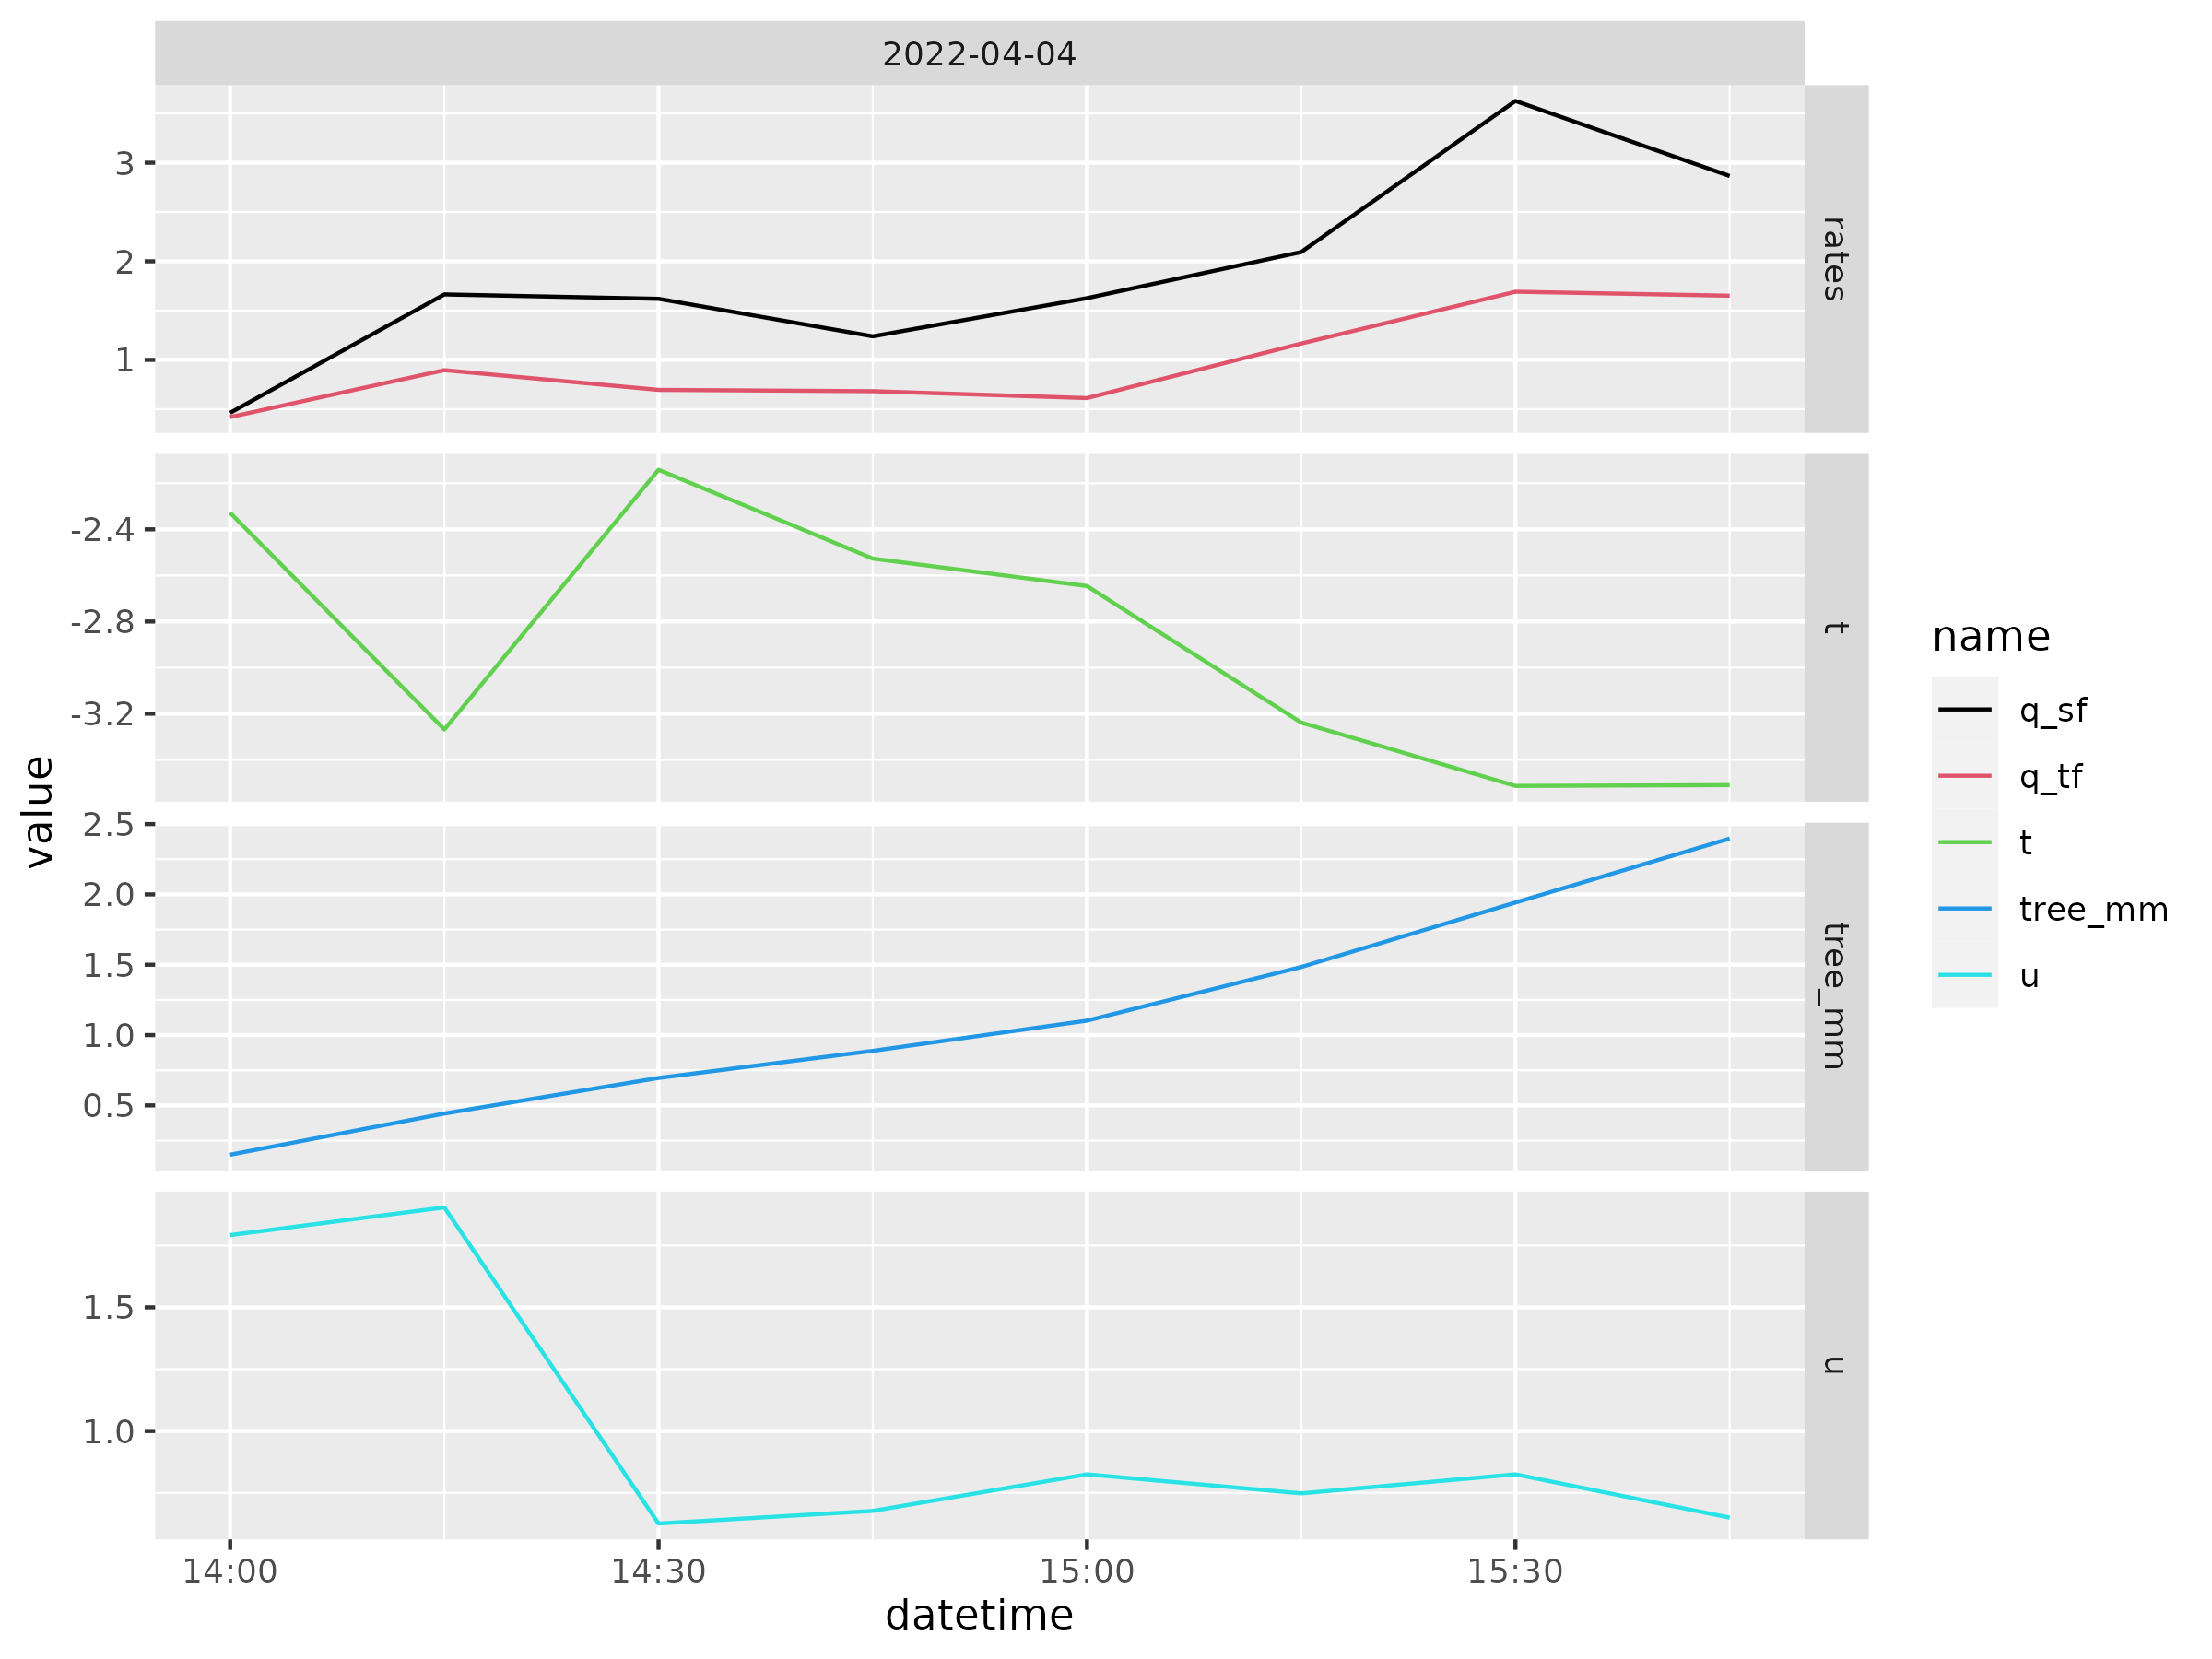 2022-04-04
3
2
1
rates
-2.4
-2.8
-3.2
t
2.5
2.0
1.5
1.0
0.5
tree_mm
1.5
1.0
u
14:00 14:30 15:00 15:30
datetime
value
name
q_sf
q_tf
t
tree_mm
u